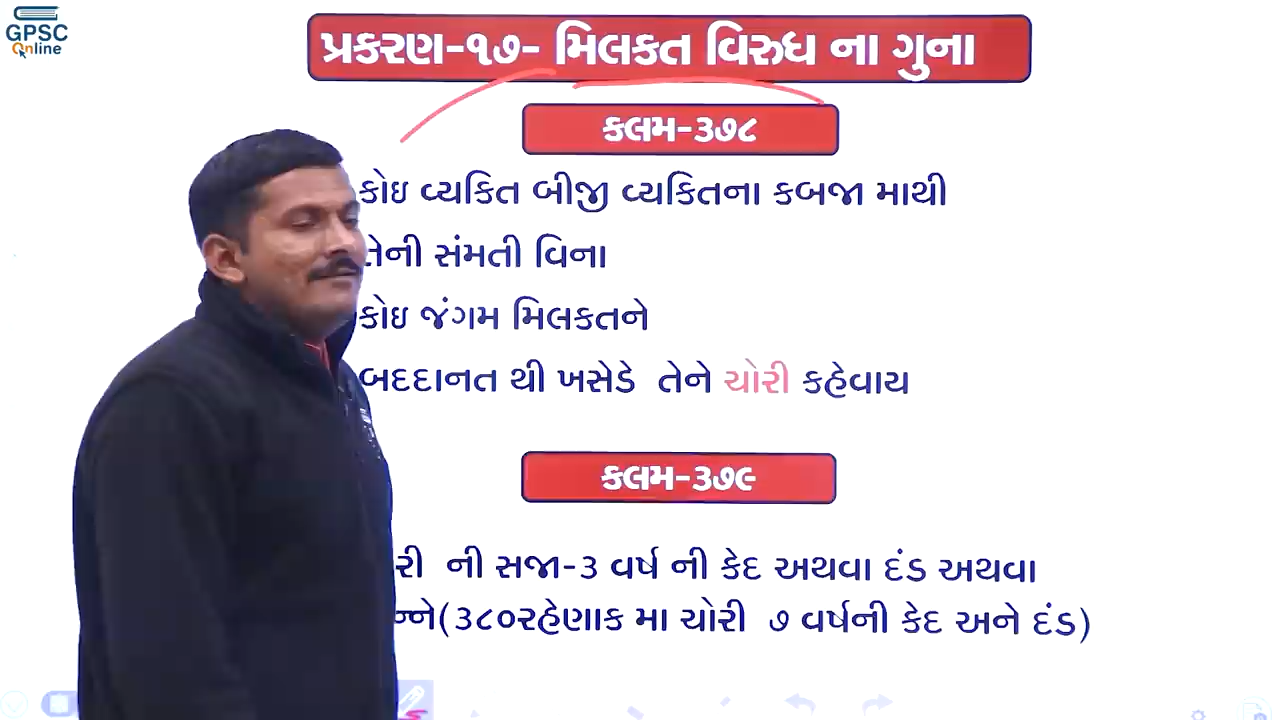 GPSC
Online
પ્રકરણ-૧૭- મિલકત વિરુધ ના ગુના
કલમ-૩૭૮
કોઇ વ્યકિત બીજી વ્યકિતના કબજા માથી
તેની સંમતી વિના
કોઇ જંગમ મિલકતને
બદદાનત થી ખસેડે તેને ચોરી કહેવાય
કલમ-૩૭૯
રી ની સજા-3 વર્ષ ની કેદ અથવા દંડ અથવા
ન્ને(૩૮૦રહેણાક મા ચોરી ૭ વર્ષની કેદ અને દંડ)